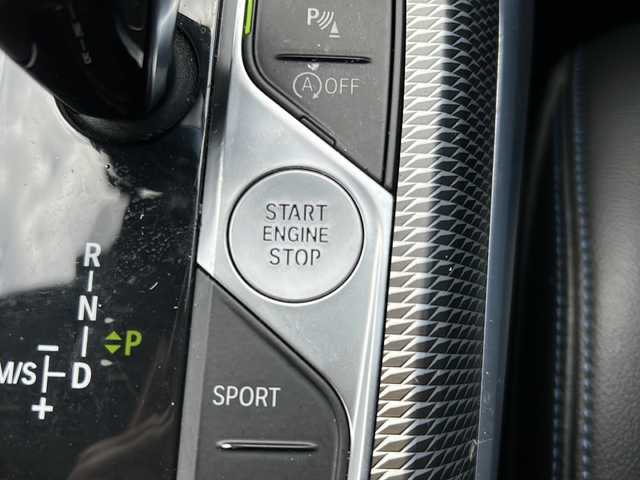 P
A OFF
START
ENGINE
STOP
R
N
P
M/S
D
SPORT